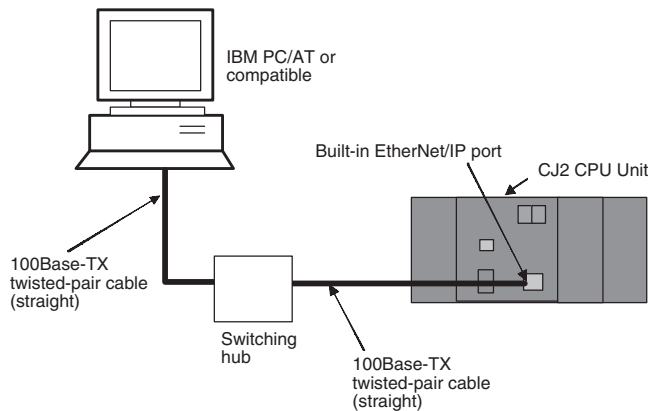 IBM PC/AT or
compatible
Built-in EtherNet/IP port
CJ2 CPU Unit
100Base-TX
twisted-pair cable
(straight)
Switching
hub
100Base-TX
twisted-pair cable
(straight)